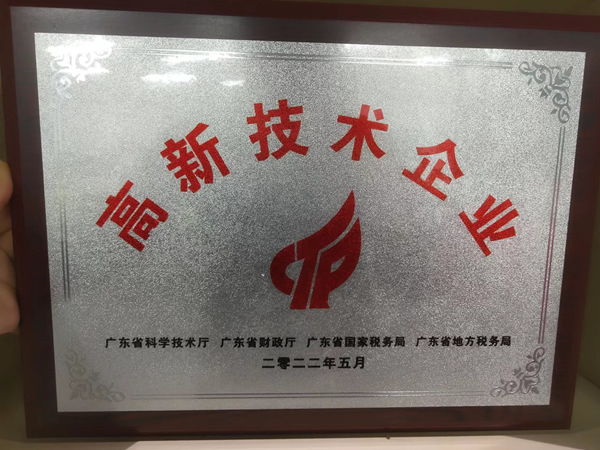 高新技术企业
广东省科学技术厅 广东省财政厅 广东省国家税务局 广东省地方税务局
二零二二年五月